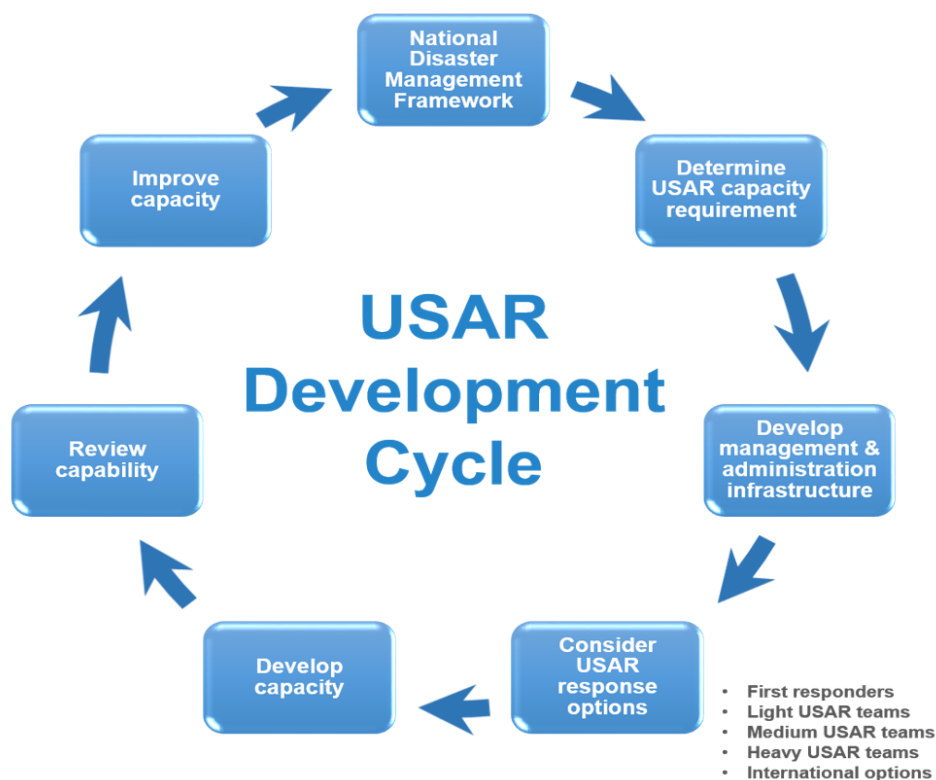 National
Disaster
Management
Framework
Determine
USAR capacity
requirement
Develop
management &
administration
infrastructure
Consider
USAR
response
options
• First responders
• Light USAR teams
• Medium USAR teams
• Heavy USAR teams
• International options
Develop
capacity
Review
capability
Improve
capacity
USAR
Development
Cycle